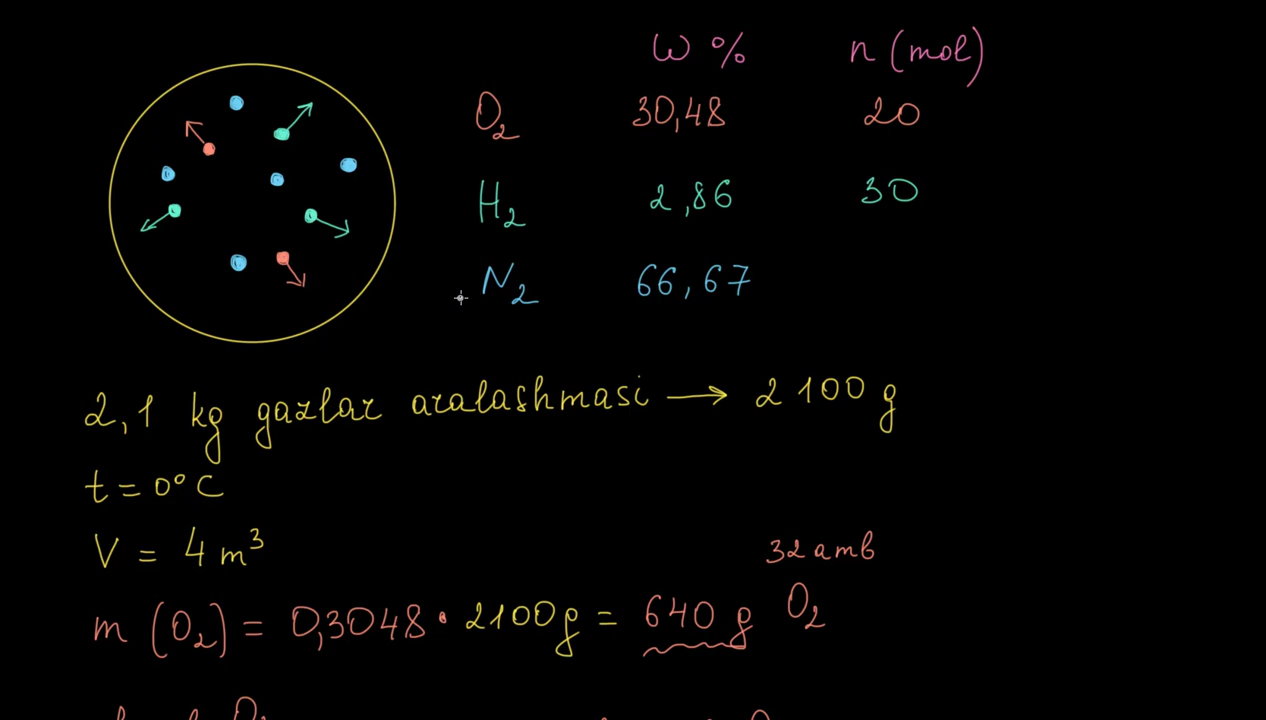 ω % n (mol)
O₂ 30,48 20
H₂ 2,86 30
N₂ 66,67
2,1 kg gazlar aralashmasi → 2100 g
t = 0°C
V = 4 m³
32 amb
m (O₂) = 0,3048 · 2100g = 640 g O₂